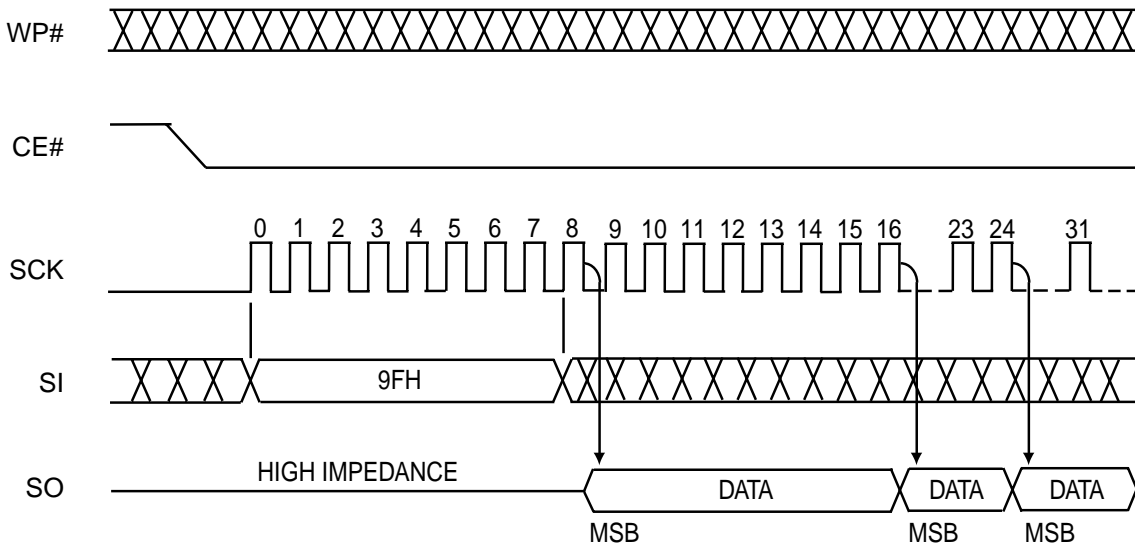 WP#
CE#
0 1 2 3 4 5 6 7 8 9 10 11 12 13 14 15 16 23 24 31
SCK
SI 9FH
HIGH IMPEDANCE
SO DATA DATA DATA
MSB MSB MSB